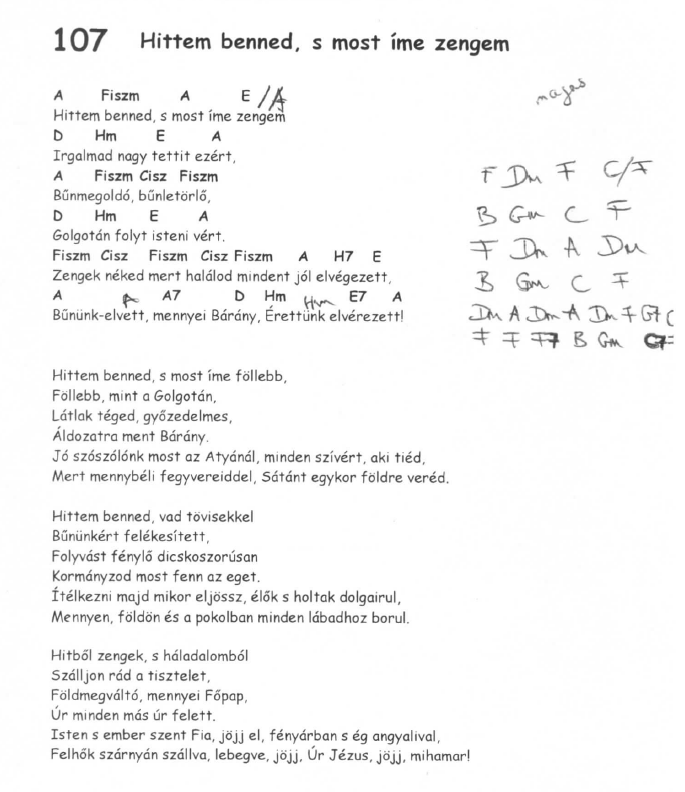 107 Hittem benned, s most íme zengem
magas
A Fiszm A E /A
Hittem benned, s most íme zengem
D Hm E A
Irgalmad nagy tettit ezért,
A Fiszm Cisz Fiszm
Bűnmegoldó, bűnletörlő,
D Hm E A
Golgotán folyt isteni vért.
Fiszm Cisz Fiszm Cisz Fiszm A H7 E
Zengek néked mert halálod mindent jól elvégezett,
A A A7 D Hm Hm E7 A
Bűnünk-elvett, mennyei Bárány, Érettünk elvérezett!
F Dm F C/F
B Gm C F
F Dm A Dm
B Gm C F
Dm A Dm A Dm F G7 C
F F F7 B Gm C7
Hittem benned, s most íme föllebb,
Föllebb, mint a Golgotán,
Látlak téged, győzedelmes,
Áldozatra ment Bárány.
Jó szószólónk most az Atyánál, minden szívért, aki tiéd,
Mert mennybéli fegyvereiddel, Sátánt egykor földre veréd.
Hittem benned, vad tövisekkel
Bűnünkért felékesített,
Folyvást fénylő dicskoszorúsan
Kormányzod most fenn az eget.
Ítélkezni majd mikor eljössz, élők s holtak dolgairul,
Mennyen, földön és a pokolban minden lábadhoz borul.
Hitből zengek, s háladalomból
Szálljon rád a tisztelet,
Földmegváltó, mennyei Főpap,
Úr minden más úr felett.
Isten s ember szent Fia, jöjj el, fényárban s ég angyalival,
Felhők szárnyán szállva, lebegve, jöjj, Úr Jézus, jöjj, mihamar!